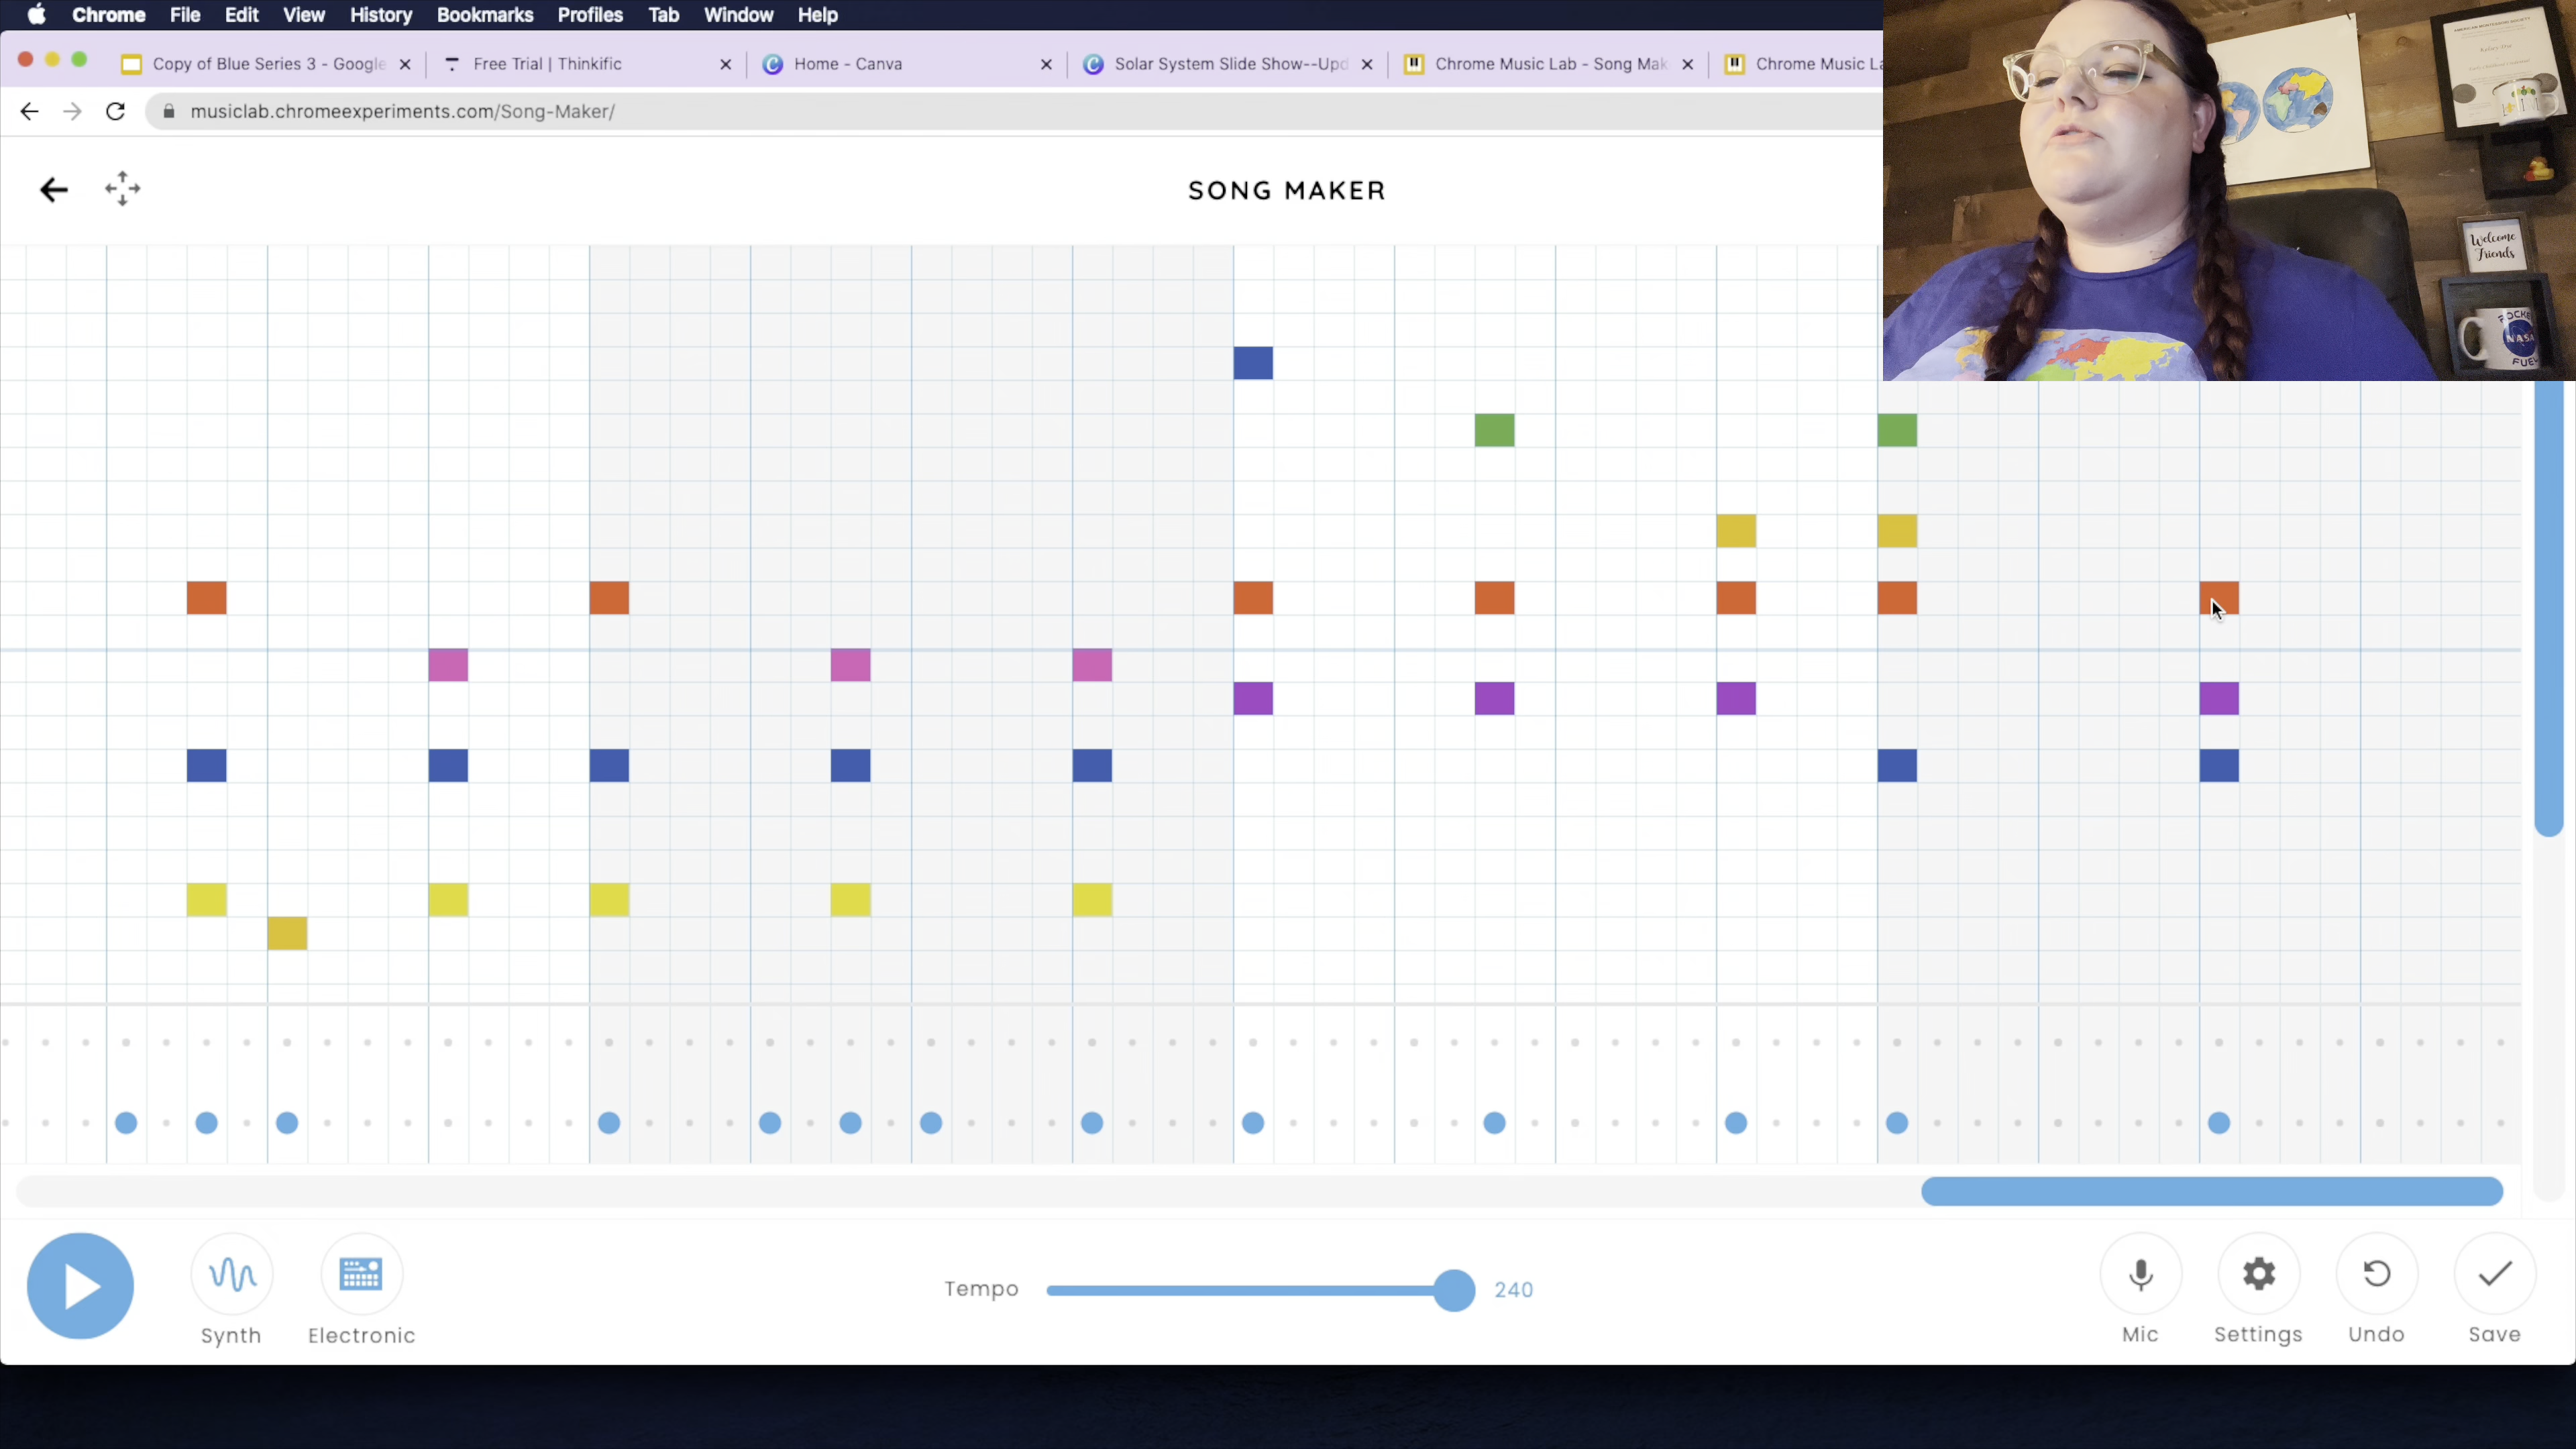 Chrome File Edit View History Bookmarks Profiles Tab Window Help
Copy of Blue Series 3 - Google
Free Trial | Thinkific
Home - Canva
Solar System Slide Show--Upd
Chrome Music Lab - Song Mak
Chrome Music La
musiclab.chromeexperiments.com/Song-Maker/
SONG MAKER
Welcome
Friends
ROCKE
NASA
FUEL
Tempo
240
Synth
Electronic
Mic
Settings
Undo
Save